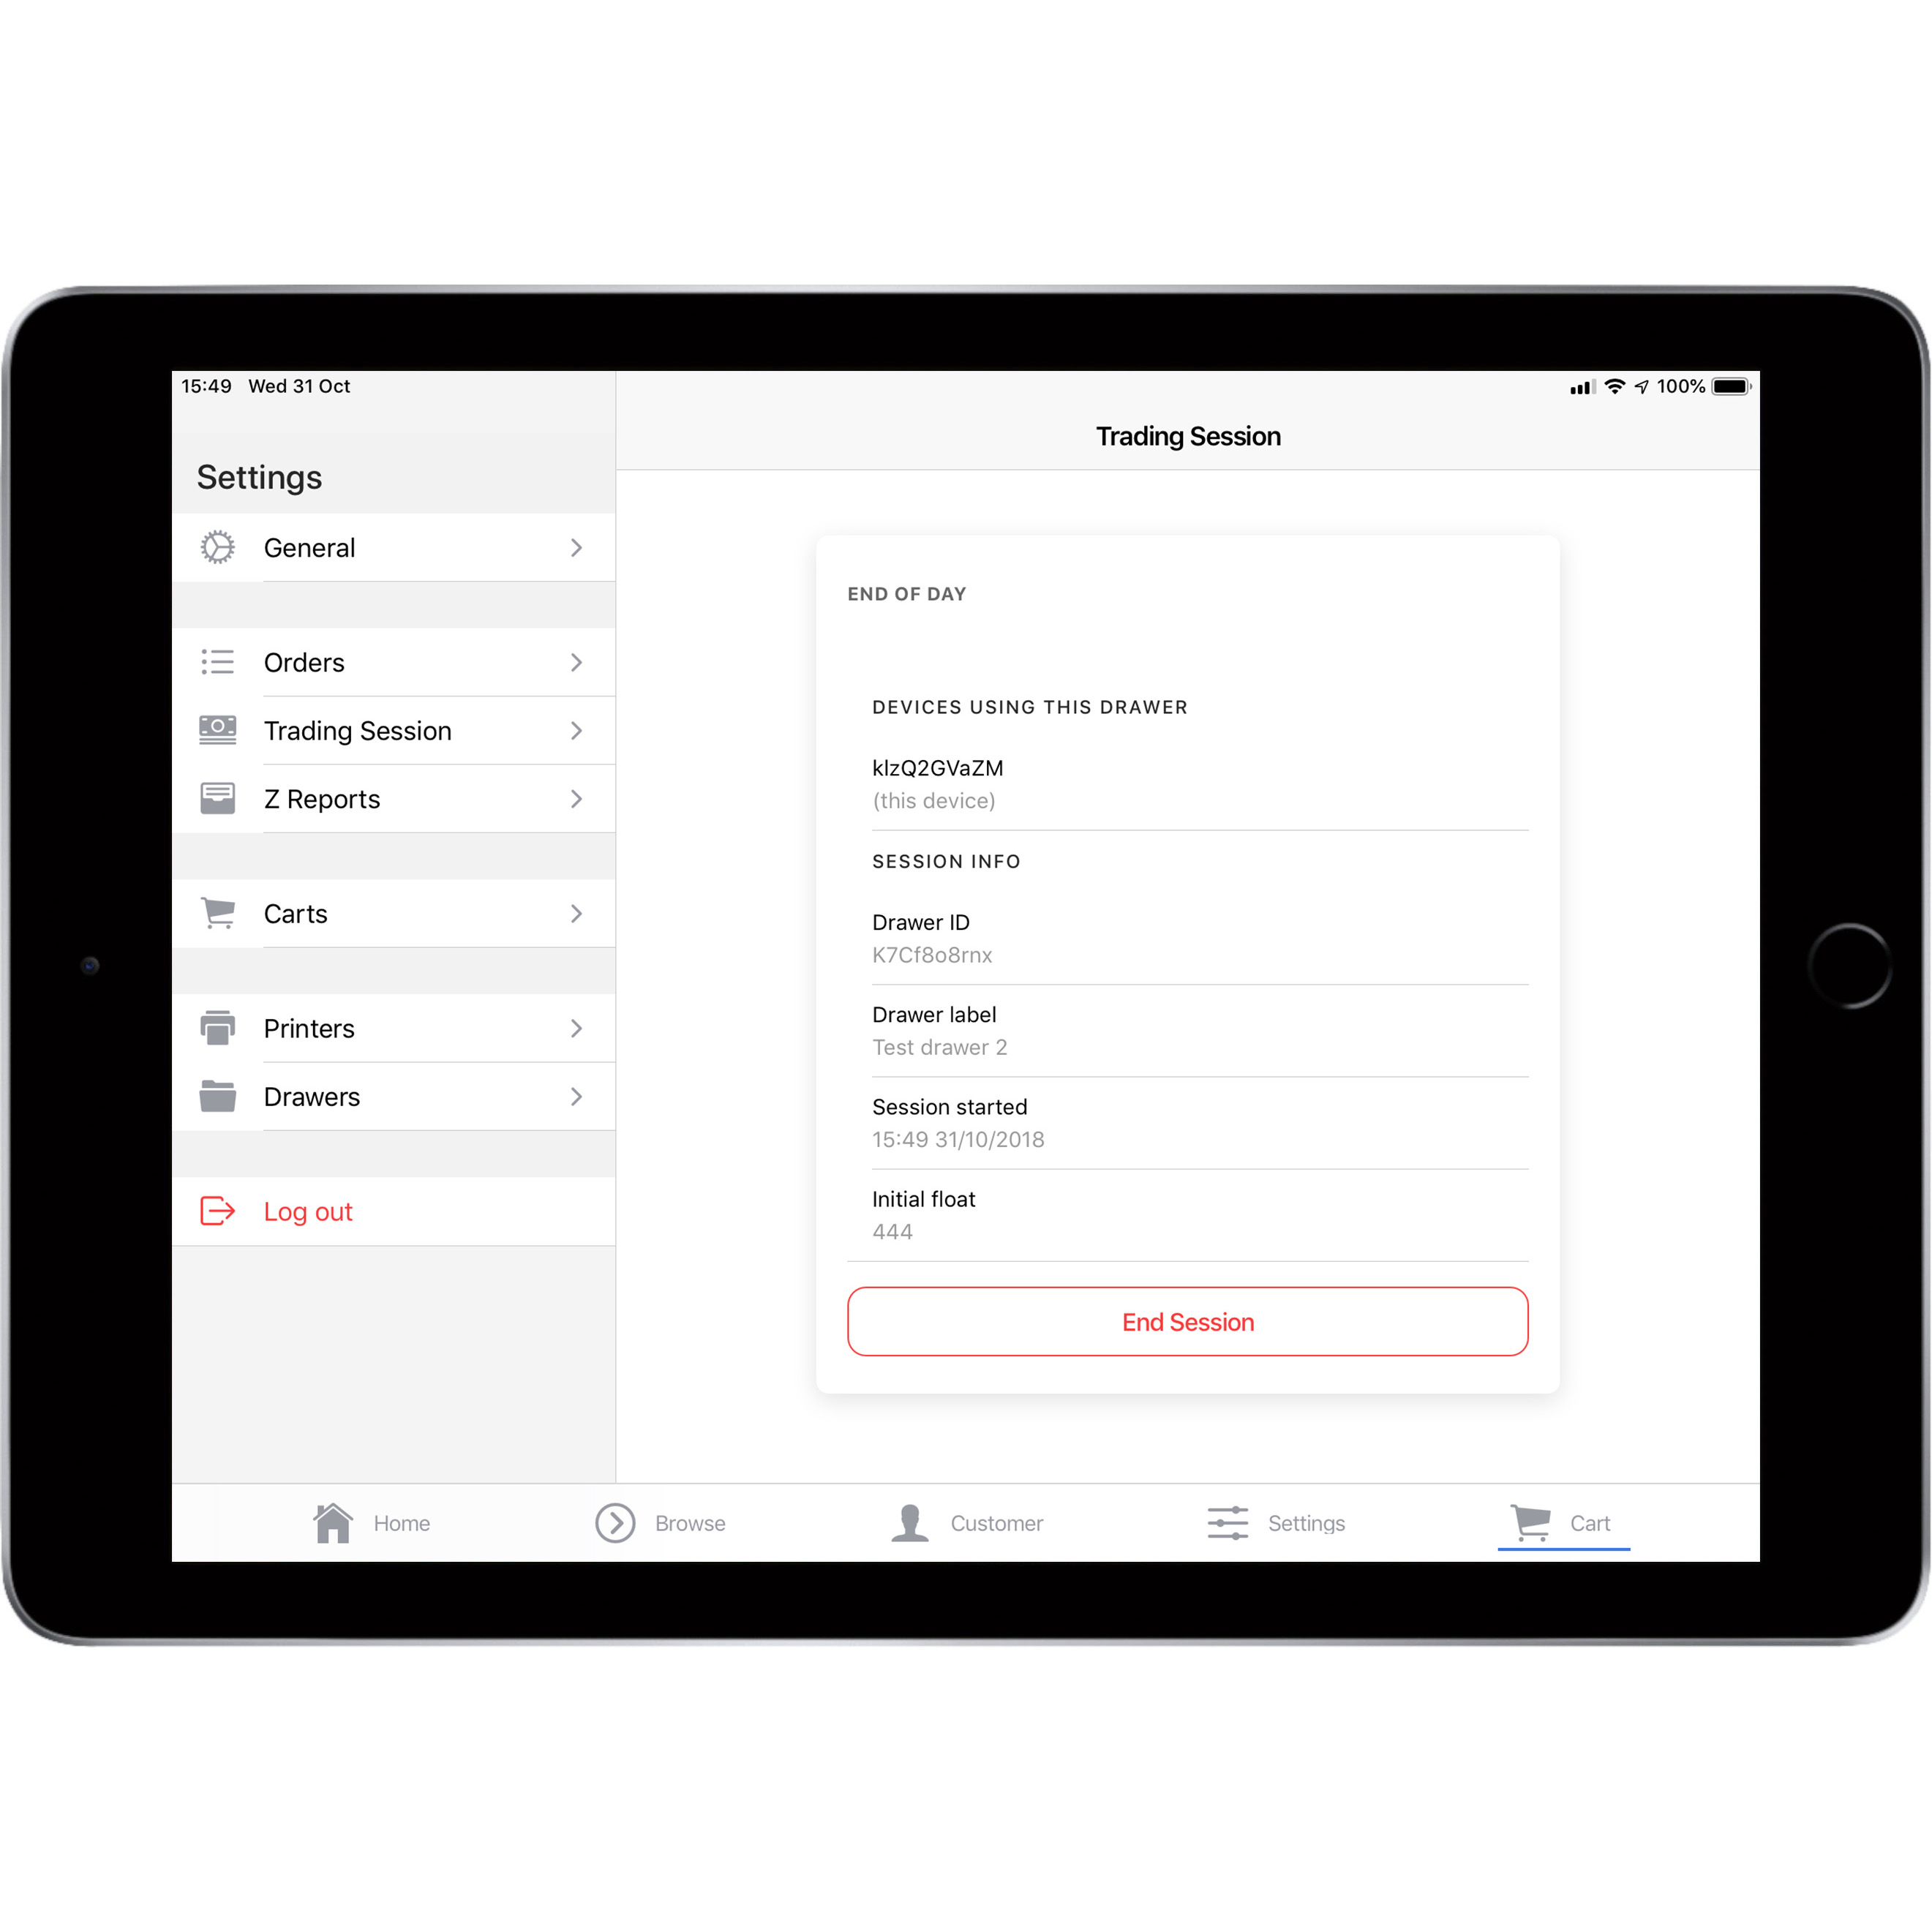 15:49 Wed 31 Oct
100%
Settings
General
Orders
Trading Session
Z Reports
Carts
Printers
Drawers
Log out
Trading Session
END OF DAY
DEVICES USING THIS DRAWER
klzQ2GVaZM
(this device)
SESSION INFO
Drawer ID
K7Cf8o8rnx
Drawer label
Test drawer 2
Session started
15:49 31/10/2018
Initial float
444
End Session
Home
Browse
Customer
Settings
Cart